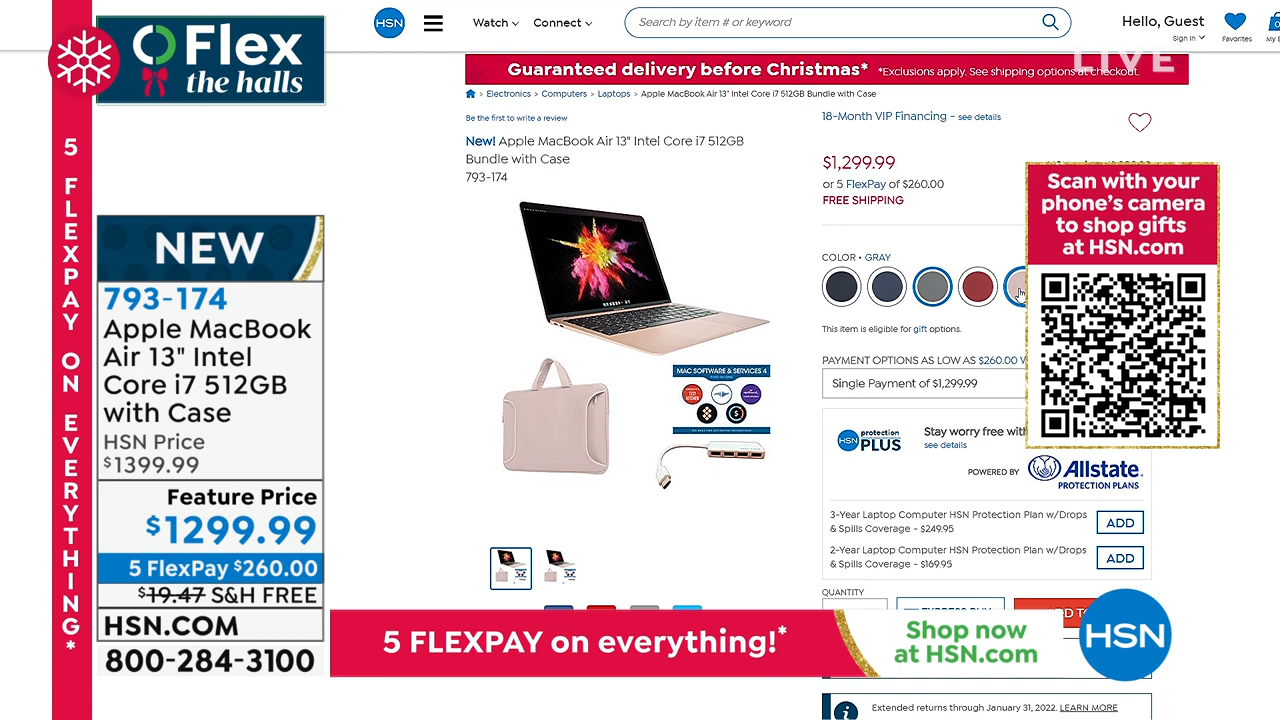 Flex
the halls
5 FLEXPAY ON EVERYTHING*
NEW
793-174
Apple MacBook
Air 13" Intel
Core i7 512GB
with Case
HSN Price
$1399.99
Feature Price
$1299.99
5 FlexPay $260.00
$19.47 S&H FREE
HSN.COM
800-284-3100
HSN
Watch
Connect
Search by item # or keyword
Hello, Guest
Sign In
Favorites
My
0
LIVE
Guaranteed delivery before Christmas* *Exclusions apply. See shipping options at checkout.
> Electronics > Computers > Laptops > Apple MacBook Air 13" Intel Core i7 512GB Bundle with Case
Be the first to write a review
New! Apple MacBook Air 13" Intel Core i7 512GB
Bundle with Case
793-174
MAC SOFTWARE & SERVICES 4
18-Month VIP Financing - see details
$1,299.99
or 5 FlexPay of $260.00
FREE SHIPPING
COLOR • GRAY
This item is eligible for gift options.
PAYMENT OPTIONS AS LOW AS $260.00
Single Payment of $1,299.99
HSN protection PLUS
Stay worry free with
see details
POWERED BY Allstate.
PROTECTION PLANS
3-Year Laptop Computer HSN Protection Plan w/Drops
& Spills Coverage - $249.95
ADD
2-Year Laptop Computer HSN Protection Plan w/Drops
& Spills Coverage - $169.95
ADD
QUANTITY
Scan with your
phone's camera
to shop gifts
at HSN.com
5 FLEXPAY on everything!*
Shop now
at HSN.com
HSN
Extended returns through January 31, 2022. LEARN MORE